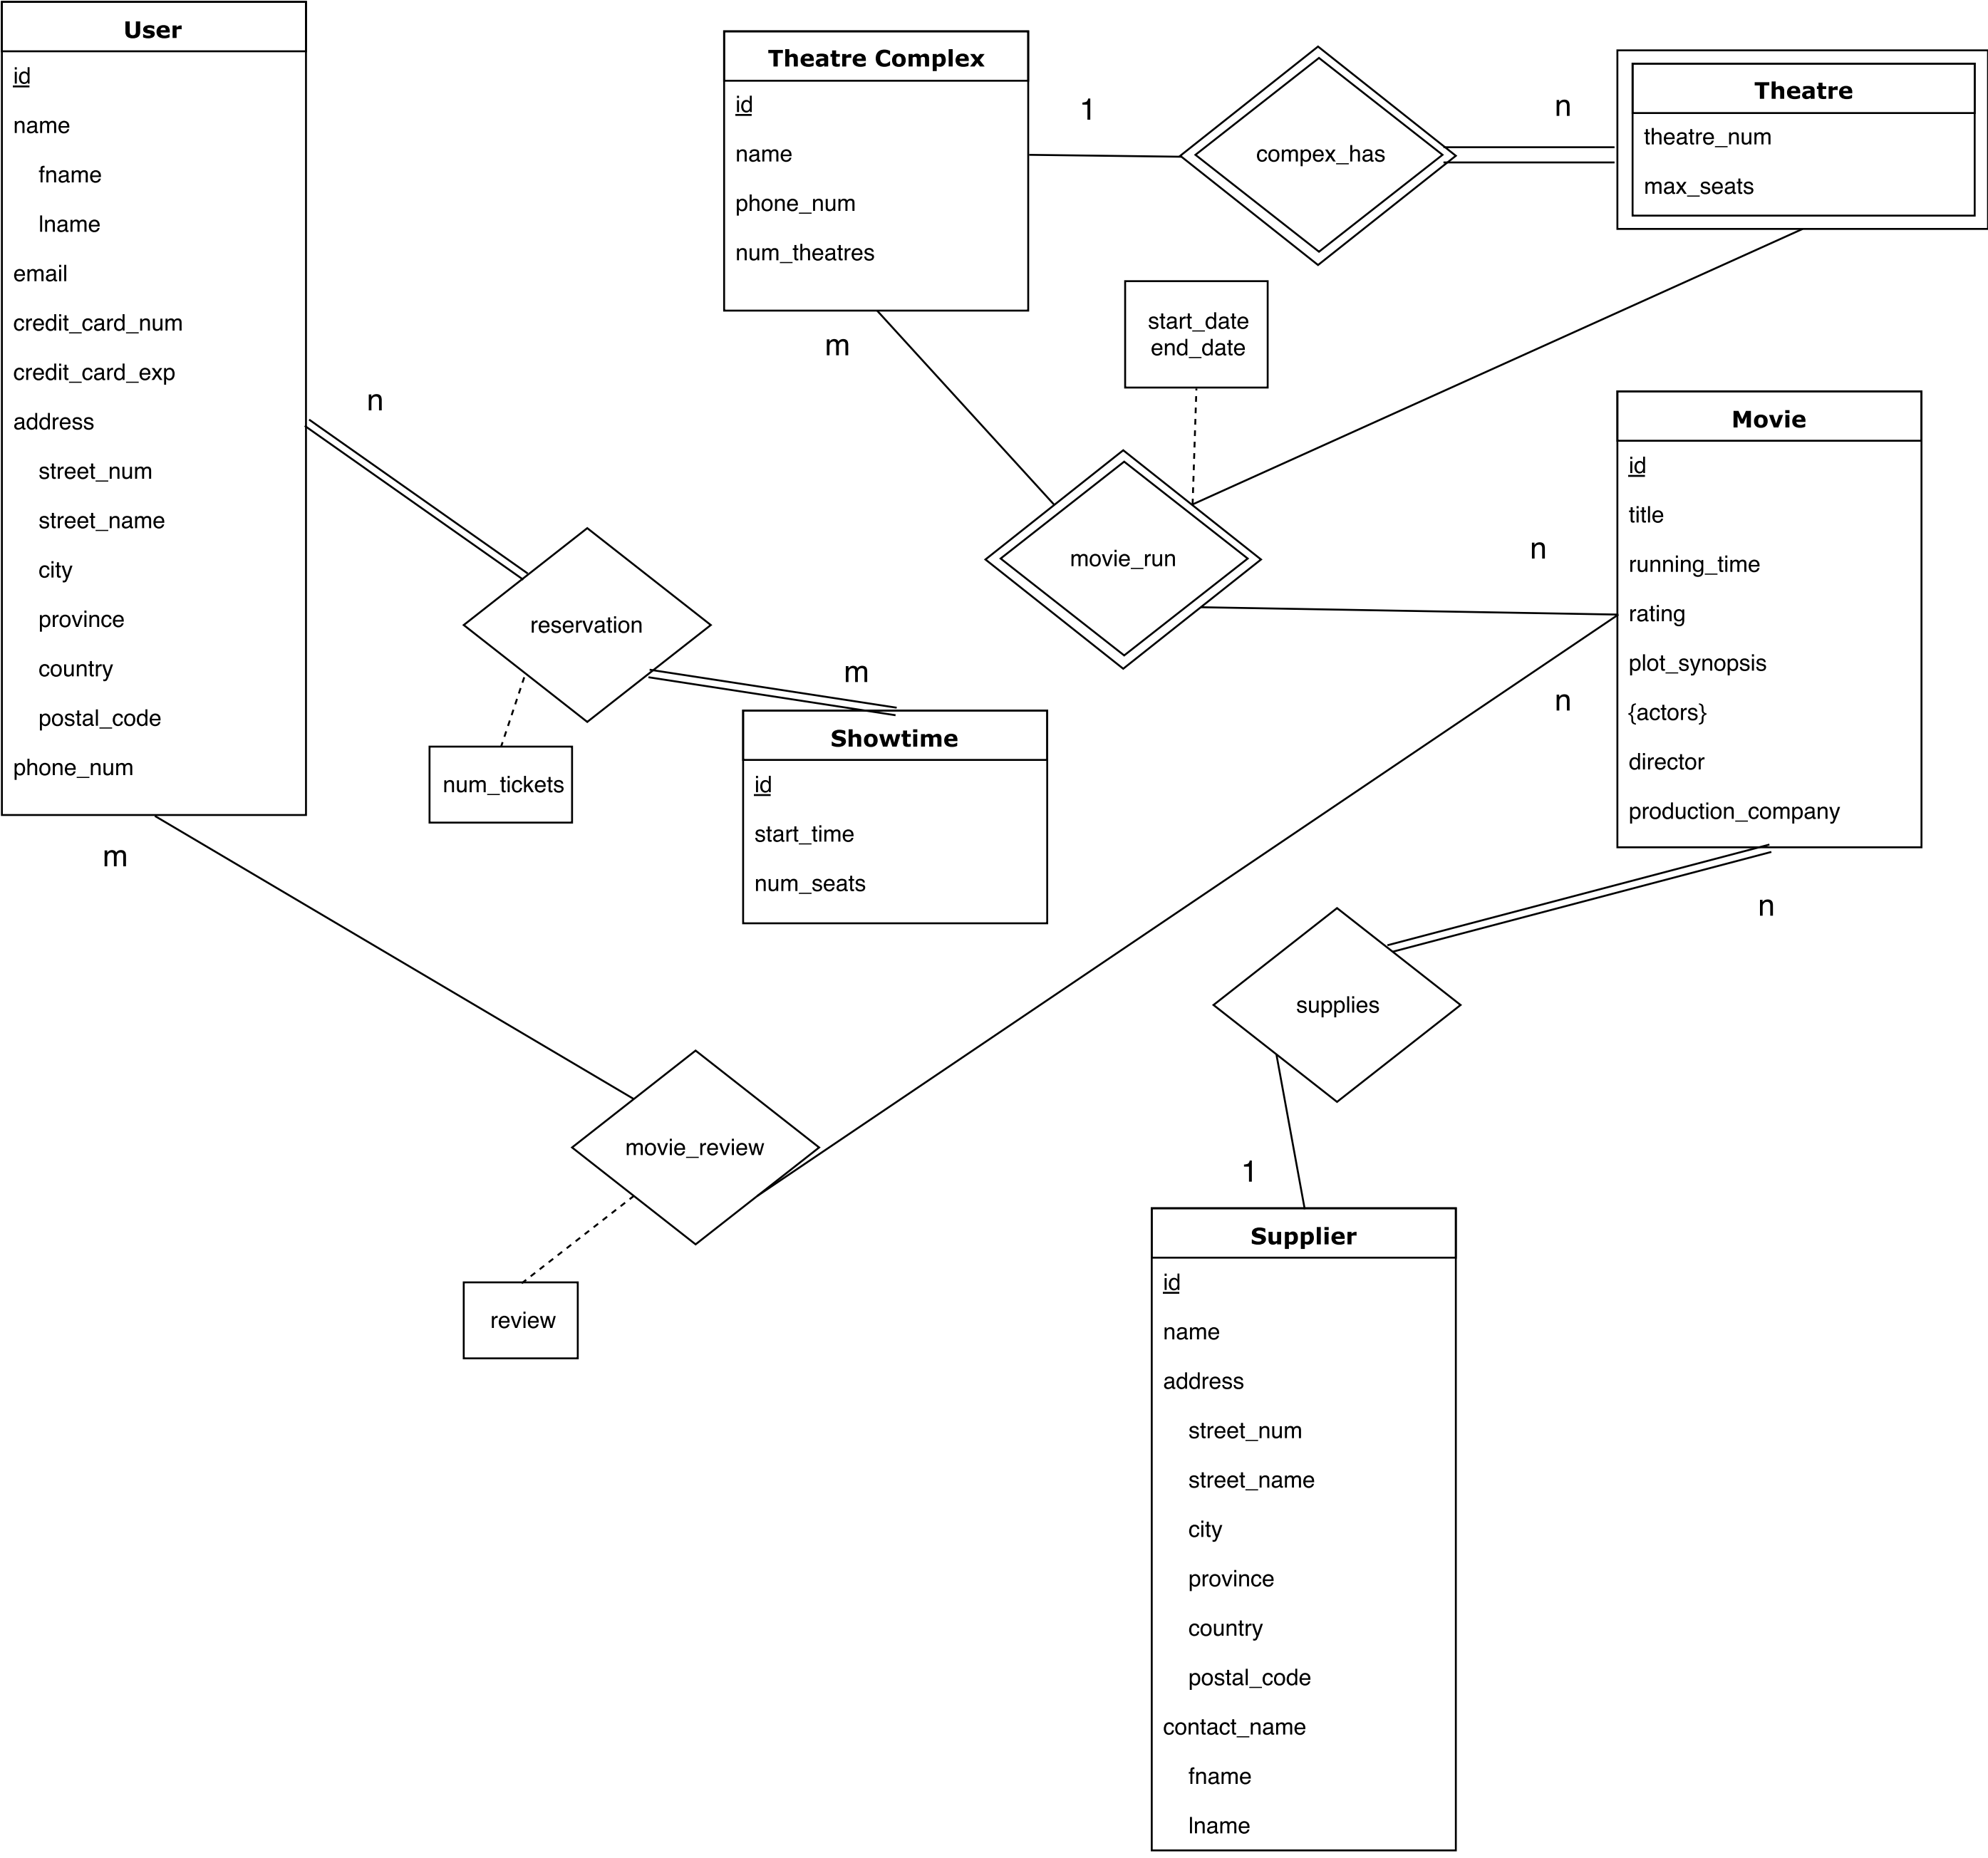 User
id
name
fname
lname
email
credit_card_num
credit_card_exp
address
street_num
street_name
city
province
country
postal_code
phone_num
Theatre Complex
id
name
phone_num
num_theatres
1
compex_has
n
Theatre
theatre_num
max_seats
m
start_date
end_date
movie_run
n
Movie
id
title
running_time
rating
plot_synopsis
{actors}
director
production_company
n
reservation
m
num_tickets
Showtime
id
start_time
num_seats
m
n
movie_review
review
n
supplies
1
Supplier
id
name
address
street_num
street_name
city
province
country
postal_code
contact_name
fname
lname